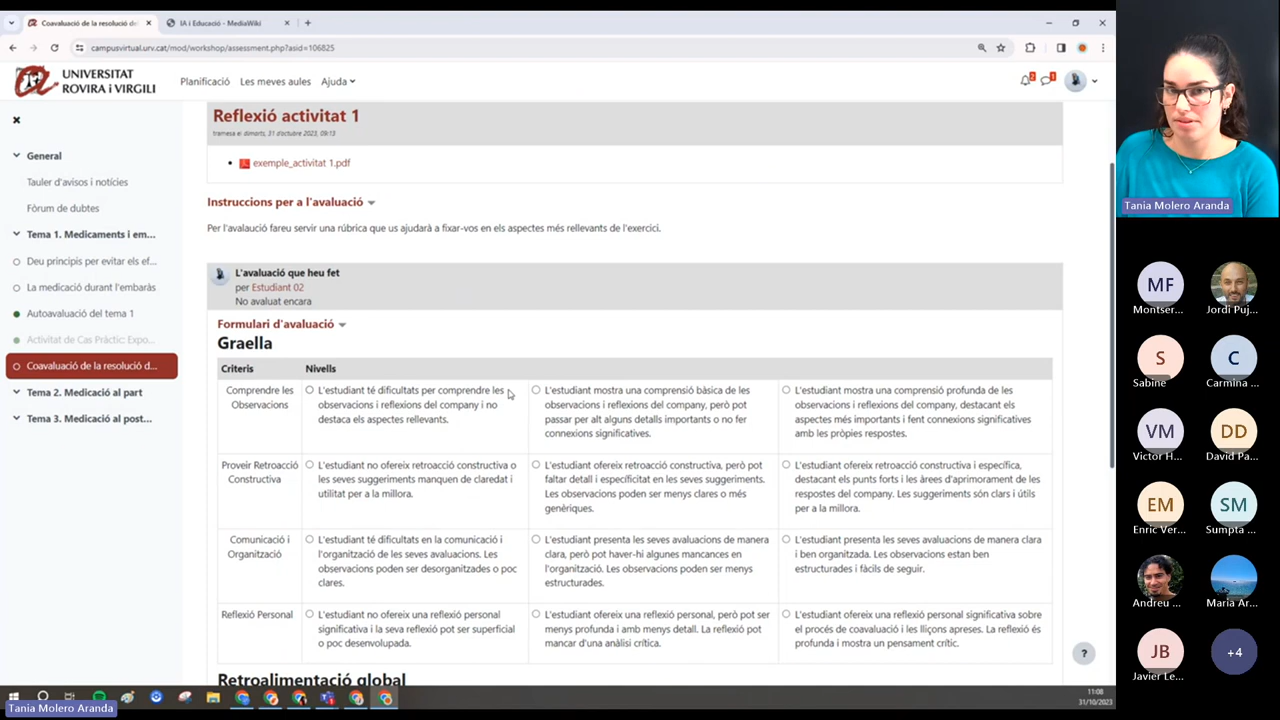 Coavaluació de la resolució de
IA i Educació - MediaWiki
campusvirtual.urv.cat/mod/workshop/assessment.php?asid=106825
UNIVERSITAT
ROVIRA i VIRGILI
Planificació
Les meves aules
Ajuda
2
1
General
Tauler d'avisos i notícies
Fòrum de dubtes
Tema 1. Medicaments i em...
Deu principis per evitar els ef...
La medicació durant l'embaràs
Autoavaluació del tema 1
Activitat de Cas Pràctic: Expo...
Coavaluació de la resolució d...
Tema 2. Medicació al part
Tema 3. Medicació al post...
Reflexió activitat 1
tramesa el dimarts, 31 d'octubre 2023, 09:13
exemple_activitat 1.pdf
Instruccions per a l'avaluació
Per l'avalaució fareu servir una rúbrica que us ajudarà a fixar-vos en els aspectes més rellevants de l'exercici.
L'avaluació que heu fet
per Estudiant 02
No avaluat encara
Formulari d'avaluació
Graella
Criteris
Nivells
Comprendre les
Observacions
L'estudiant té dificultats per comprendre les
observacions i reflexions del company i no
destaca els aspectes rellevants.
L'estudiant mostra una comprensió bàsica de les
observacions i reflexions del company, però pot
passar per alt alguns detalls importants o no fer
connexions significatives.
L'estudiant mostra una comprensió profunda de les
observacions i reflexions del company, destacant els
aspectes més importants i fent connexions significatives
amb les pròpies respostes.
Proveir Retroacció
Constructiva
L'estudiant no ofereix retroacció constructiva o
les seves suggeriments manquen de claredat i
utilitat per a la millora.
L'estudiant ofereix retroacció constructiva, però pot
faltar detall i especificitat en les seves suggeriments.
Les observacions poden ser menys clares o més
genèriques.
L'estudiant ofereix retroacció constructiva i específica,
destacant els punts forts i les àrees d'aprimorament de les
respostes del company. Les suggeriments són clars i útils
per a la millora.
Comunicació i
Organització
L'estudiant té dificultats en la comunicació i
l'organització de les seves avaluacions. Les
observacions poden ser desorganitzades o poc
clares.
L'estudiant presenta les seves avaluacions de manera
clara, però pot haver-hi algunes mancances en
l'organització. Les observacions poden ser menys
estructurades.
L'estudiant presenta les seves avaluacions de manera clara
i ben organitzada. Les observacions estan ben
estructurades i fàcils de seguir.
Reflexió Personal
L'estudiant no ofereix una reflexió personal
significativa i la seva reflexió pot ser superficial
o poc desenvolupada.
L'estudiant ofereix una reflexió personal, però pot ser
menys profunda i amb menys detall. La reflexió pot
mancar d'una anàlisi crítica.
L'estudiant ofereix una reflexió personal significativa sobre
el procés de coavaluació i les lliçons apreses. La reflexió és
profunda i mostra un pensament crític.
Retroalimentació global
?
11:08
31/10/2023
Tania Molero Aranda
Tania Molero Aranda
MF
Montser...
Jordi Puj...
S
Sabine
C
Carmina ...
VM
Victor H...
DD
David Pa...
EM
Enric Ver...
SM
Sumpta ...
Andreu ...
Maria Ar...
JB
Javier Le...
+4